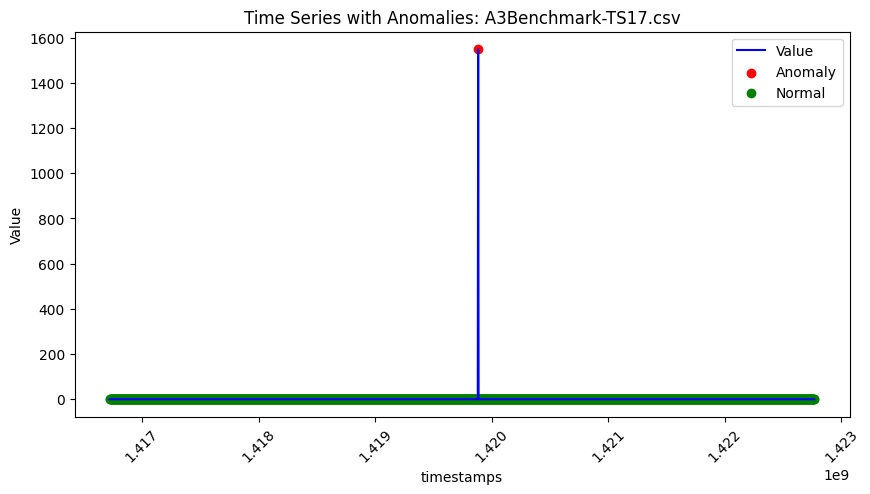 Time Series with Anomalies: A3Benchmark-TS17.csv
1600
1400
1200
1000
800
600
400
200
0
Value
Value
Anomaly
Normal
1.417
1.418
1.419
1.420
1.421
1.422
1.423
1e9
timestamps